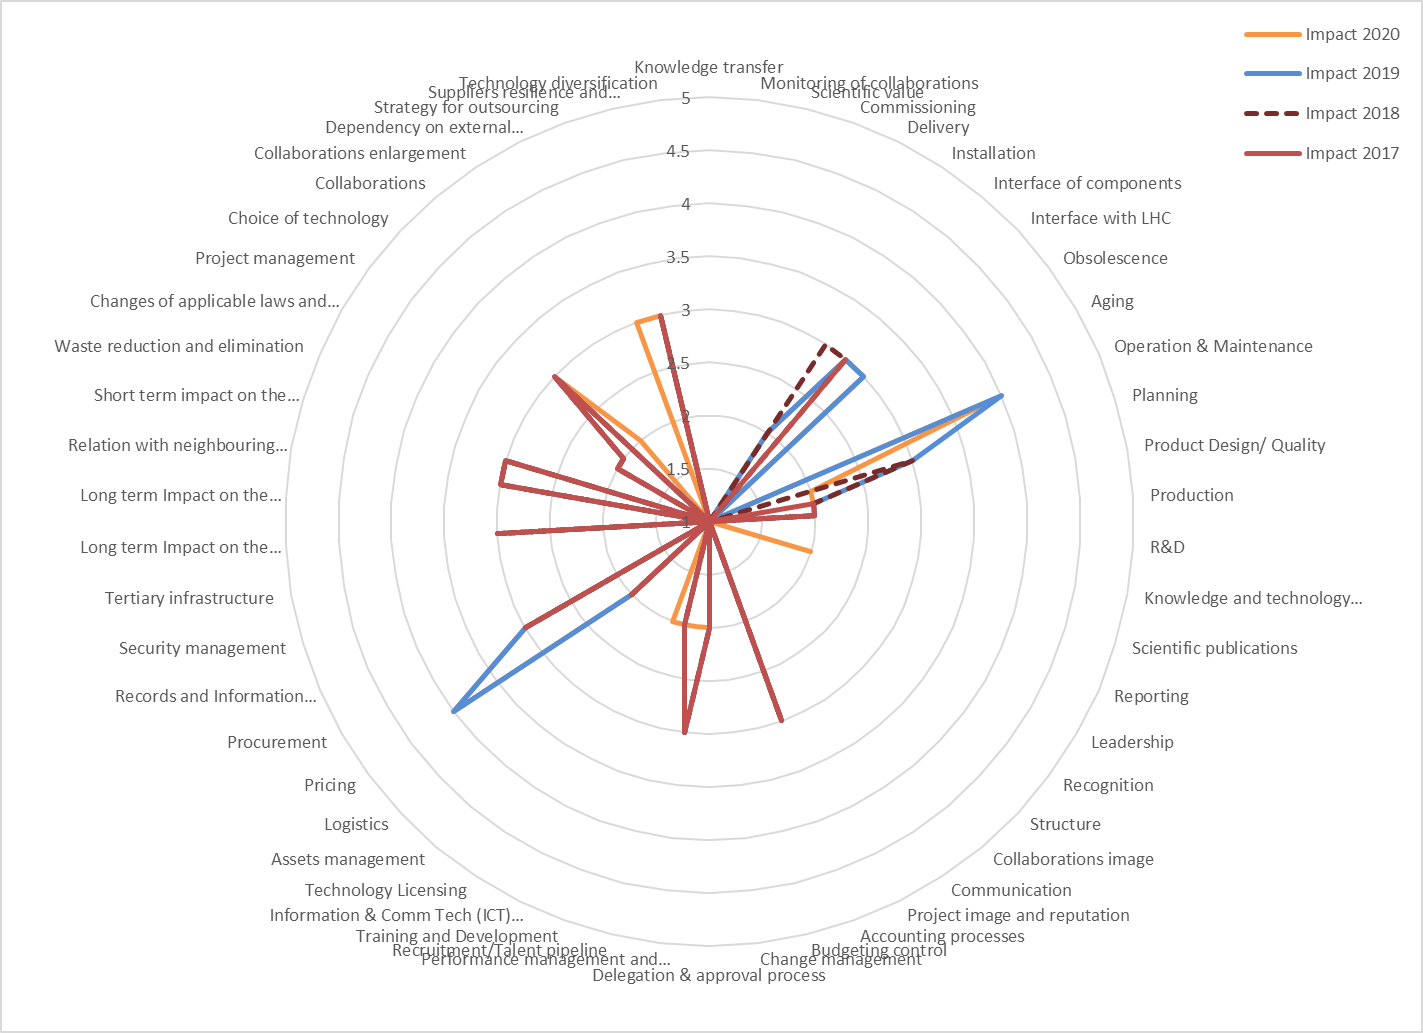 Impact 2020
Impact 2019
Impact 2018
Impact 2017
Knowledge transfer
Monitoring of collaborations
Scientific value
Commissioning
Delivery
Installation
Interface of components
Interface with LHC
Obsolescence
Aging
Operation & Maintenance
Planning
Product Design/ Quality
Production
R&D
Knowledge and technology...
Scientific publications
Reporting
Leadership
Recognition
Structure
Collaborations image
Communication
Project image and reputation
Accounting processes
Budgeting control
Change management
Delegation & approval process
Performance management and...
Recruitment/Talent pipeline
Training and Development
Information & Comm Tech (ICT)...
Technology Licensing
Assets management
Logistics
Pricing
Procurement
Records and Information...
Security management
Tertiary infrastructure
Long term Impact on the...
Long term Impact on the...
Relation with neighbouring...
Short term impact on the...
Waste reduction and elimination
Changes of applicable laws and...
Project management
Choice of technology
Collaborations
Collaborations enlargement
Dependency on external...
Strategy for outsourcing
Suppliers resilience and...
Technology diversification
5
4.5
4
3.5
3
2.5
2
1.5
1